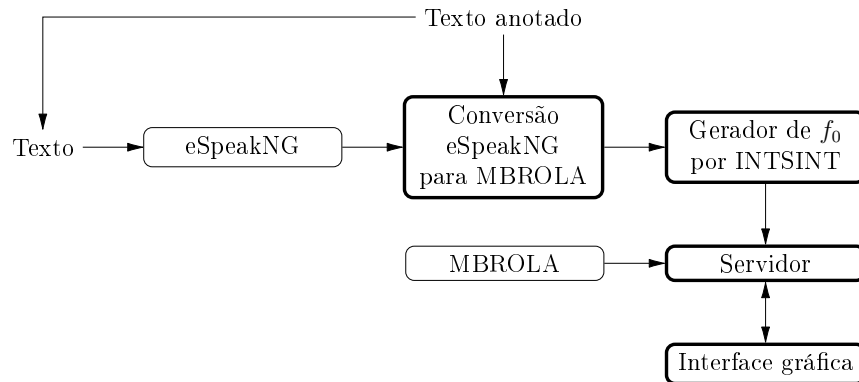 Texto anotado
Texto
eSpeakNG
Conversão
eSpeakNG
para MBROLA
Gerador de f₀
por INTSINT
MBROLA
Servidor
Interface gráfica